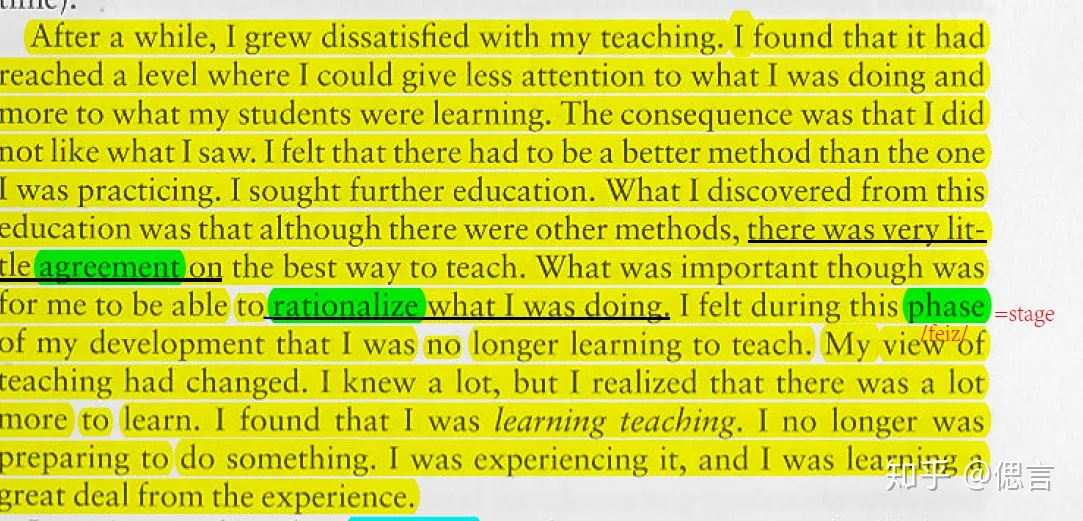 time).
After a while, I grew dissatisfied with my teaching. I found that it had
reached a level where I could give less attention to what I was doing and
more to what my students were learning. The consequence was that I did
not like what I saw. I felt that there had to be a better method than the one
I was practicing. I sought further education. What I discovered from this
education was that although there were other methods, there was very lit-
tle agreement on the best way to teach. What was important though was
for me to be able to rationalize what I was doing. I felt during this phase =stage
/feiz/
of my development that I was no longer learning to teach. My view of
teaching had changed. I knew a lot, but I realized that there was a lot
more to learn. I found that I was learning teaching. I no longer was
preparing to do something. I was experiencing it, and I was learning a
great deal from the experience.
知乎 @偲言